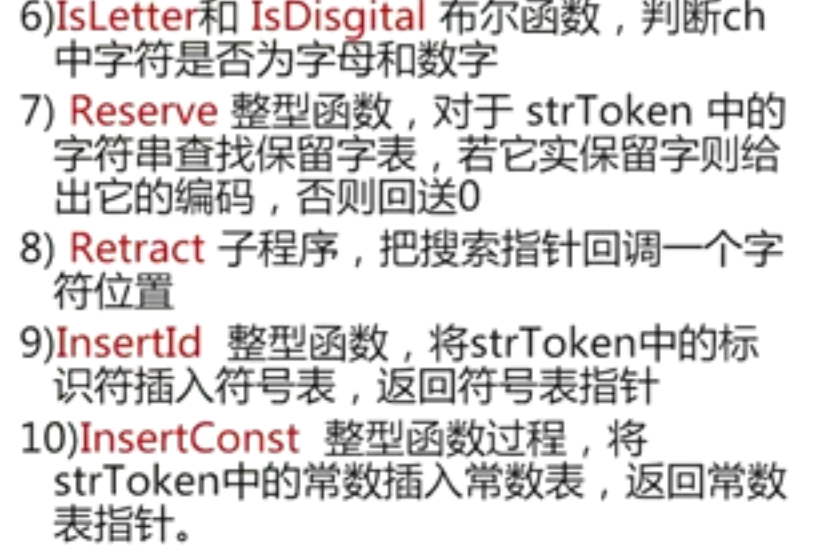 6)IsLetter和 IsDisgital 布尔函数，判断ch
中字符是否为字母和数字
7) Reserve 整型函数，对于 strToken 中的
字符串查找保留字表，若它实保留字则给
出它的编码，否则回送0
8) Retract 子程序，把搜索指针回调一个字
符位置
9)InsertId 整型函数，将strToken中的标
识符插入符号表，返回符号表指针
10)InsertConst 整型函数过程，将
strToken中的常数插入常数表，返回常数
表指针。